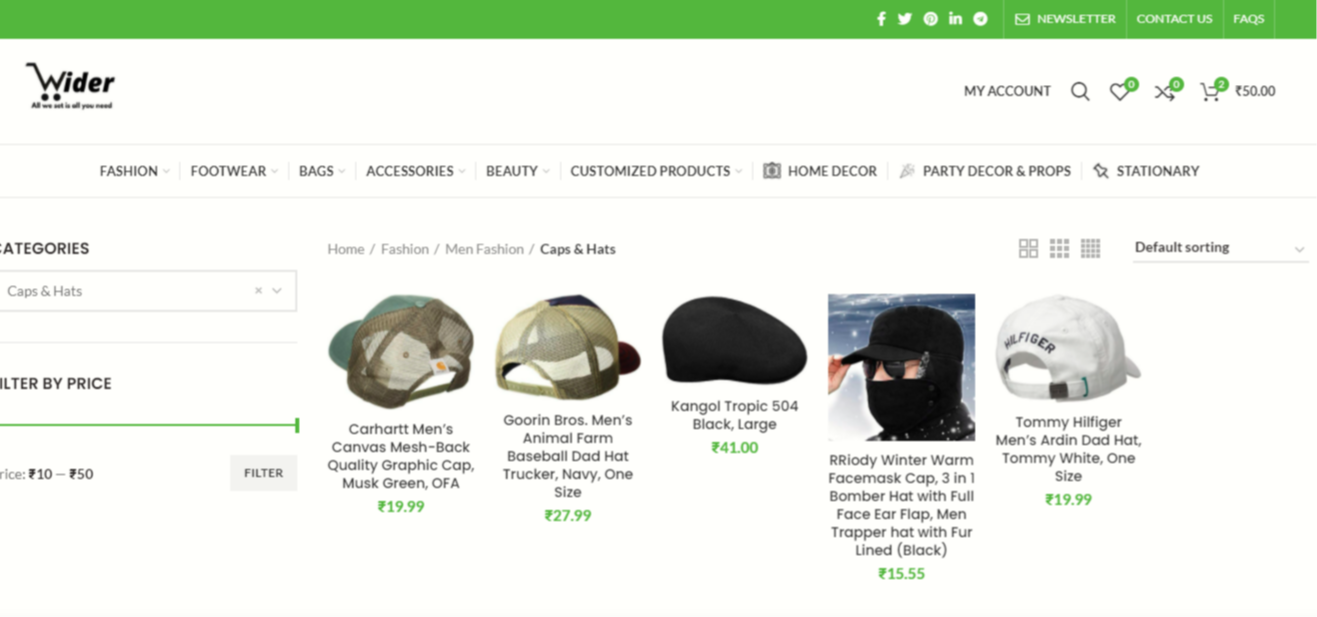 NEWSLETTER CONTACT US FAQS
Wider
All we set is all you need
MY ACCOUNT 0 0 2 ₹50.00
FASHION FOOTWEAR BAGS ACCESSORIES BEAUTY CUSTOMIZED PRODUCTS HOME DECOR PARTY DECOR & PROPS STATIONARY
CATEGORIES
Caps & Hats ×
FILTER BY PRICE
rice: ₹10 — ₹50
FILTER
Home / Fashion / Men Fashion / Caps & Hats
Default sorting
Carhartt Men's
Canvas Mesh-Back
Quality Graphic Cap,
Musk Green, OFA
₹19.99
Goorin Bros. Men's
Animal Farm
Baseball Dad Hat
Trucker, Navy, One
Size
₹27.99
Kangol Tropic 504
Black, Large
₹41.00
RRiody Winter Warm
Facemask Cap, 3 in 1
Bomber Hat with Full
Face Ear Flap, Men
Trapper hat with Fur
Lined (Black)
₹15.55
HILFIGER
Tommy Hilfiger
Men's Ardin Dad Hat,
Tommy White, One
Size
₹19.99